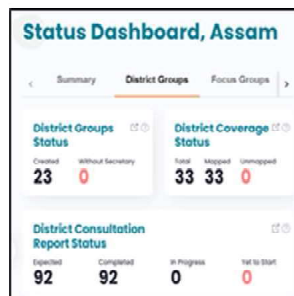 Status Dashboard, Assam
Summary District Groups Focus Groups
District Groups Status
Created Without Secretary
23 0
District Coverage Status
Total Mapped Unmapped
33 33 0
District Consultation
Report Status
Expected Completed In Progress Yet to Start
92 92 0 0